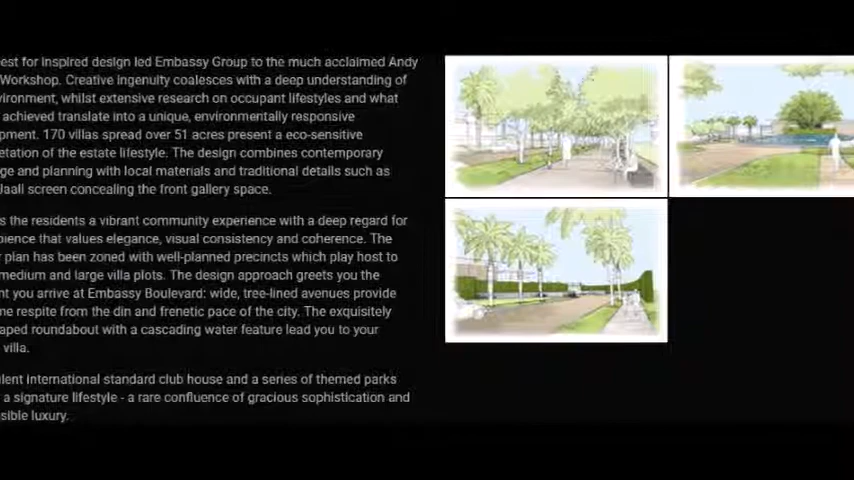 est for inspired design led Embassy Group to the much acclaimed Andy
Workshop. Creative ingenuity coalesces with a deep understanding of
vironment, whilst extensive research on occupant lifestyles and what
achieved translate into a unique, environmentally responsive
pment. 170 villas spread over 51 acres present a eco-sensitive
etation of the estate lifestyle. The design combines contemporary
ge and planning with local materials and traditional details such as
Jaali screen concealing the front gallery space.
s the residents a vibrant community experience with a deep regard for
bience that values elegance, visual consistency and coherence. The
plan has been zoned with well-planned precincts which play host to
medium and large villa plots. The design approach greets you the
nt you arrive at Embassy Boulevard: wide, tree-lined avenues provide
me respite from the din and frenetic pace of the city. The exquisitely
aped roundabout with a cascading water feature lead you to your
villa.
ulent international standard club house and a series of themed parks
a signature lifestyle - a rare confluence of gracious sophistication and
sible luxury.